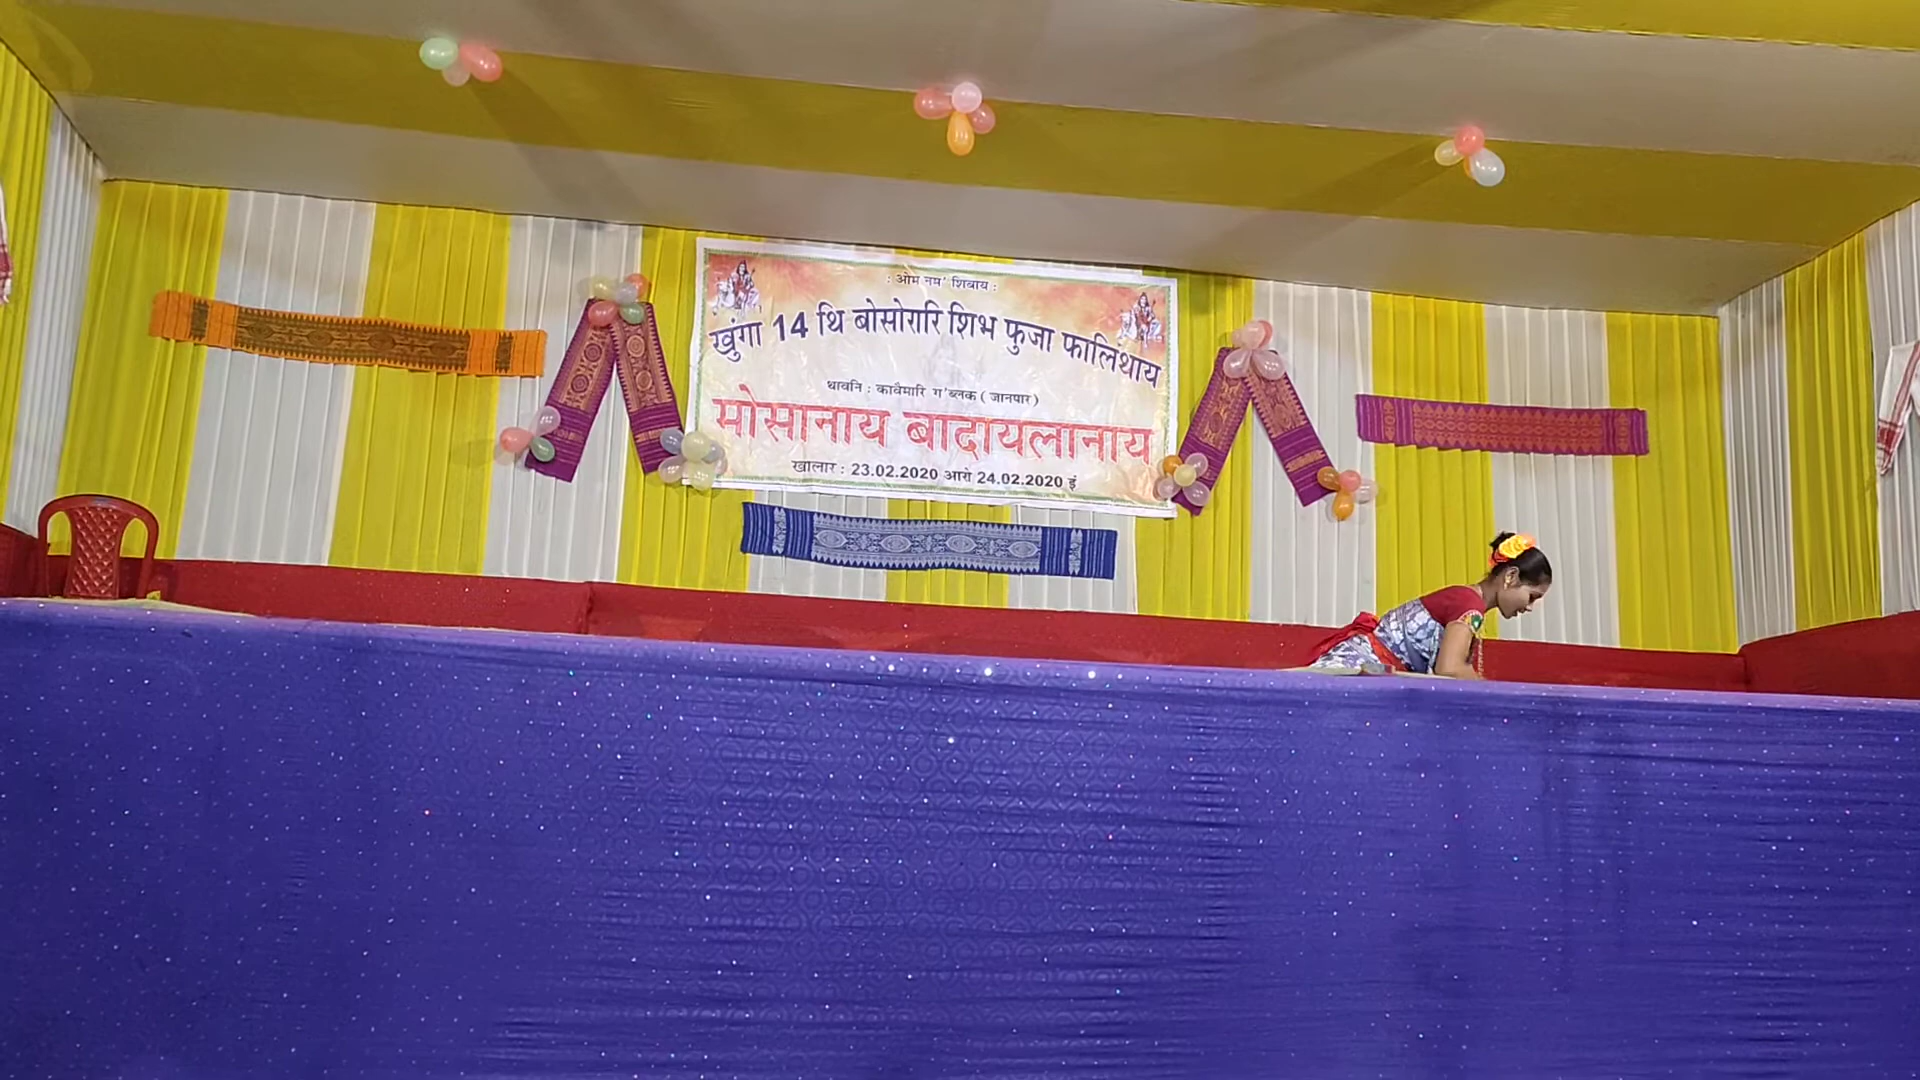 : ओम नम' शिबाय :
खुंगा 14 थि बोसोरारि शिभ फुजा फालिथाय
थावनि : कावैमारि ग'ब्लक ( जानपार )
मोसानाय बादायलानाय
खालार : 23.02.2020 आरो 24.02.2020 इं